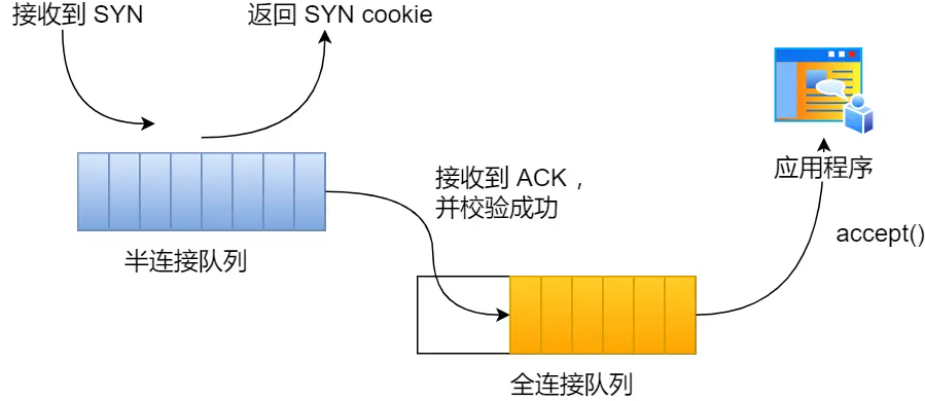 接收到 SYN
返回 SYN cookie
接收到 ACK，
并校验成功
应用程序
accept()
半连接队列
全连接队列